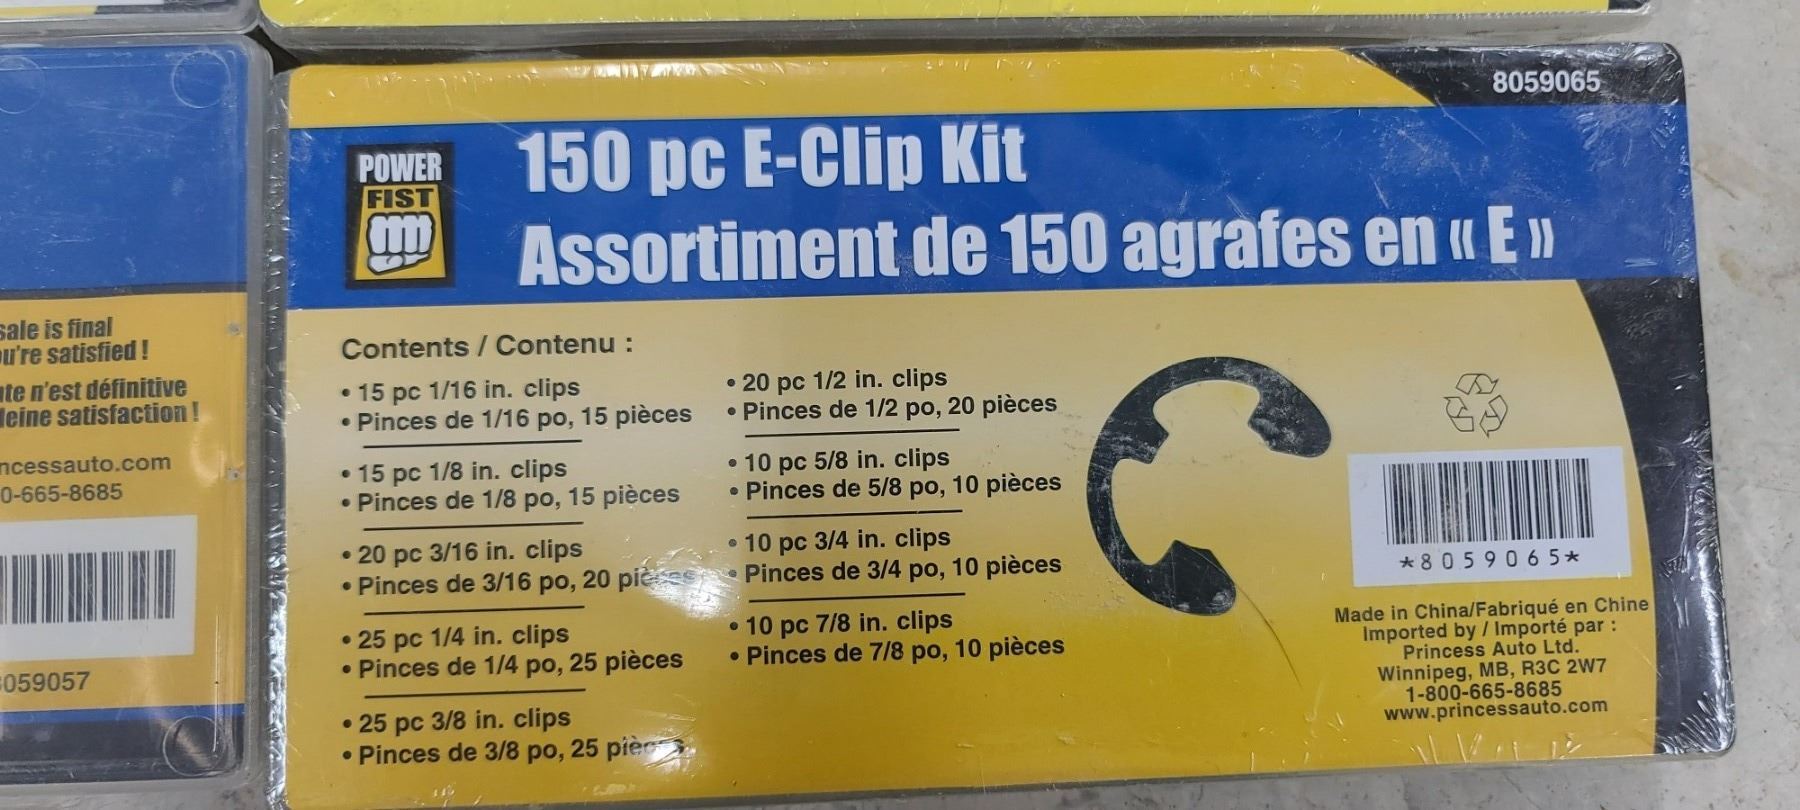 sale is final
u're satisfied !
n'est définitive
satisfaction !
ncessauto.com
0-665-8685
059057
8059065
POWER
FIST
150 pc E-Clip Kit
Assortiment de 150 agrafes en « E »
Contents / Contenu :
• 15 pc 1/16 in. clips
• Pinces de 1/16 po, 15 pièces
• 15 pc 1/8 in. clips
• Pinces de 1/8 po, 15 pièces
• 20 pc 3/16 in. clips
• Pinces de 3/16 po, 20 pièces
• 25 pc 1/4 in. clips
• Pinces de 1/4 po, 25 pièces
• 25 pc 3/8 in. clips
• Pinces de 3/8 po, 25 pièces
• 20 pc 1/2 in. clips
• Pinces de 1/2 po, 20 pièces
• 10 pc 5/8 in. clips
• Pinces de 5/8 po, 10 pièces
• 10 pc 3/4 in. clips
• Pinces de 3/4 po, 10 pièces
• 10 pc 7/8 in. clips
• Pinces de 7/8 po, 10 pièces
*8059065*
Made in China/Fabriqué en Chine
Imported by / Importé par :
Princess Auto Ltd.
Winnipeg, MB, R3C 2W7
1-800-665-8685
www.princessauto.com